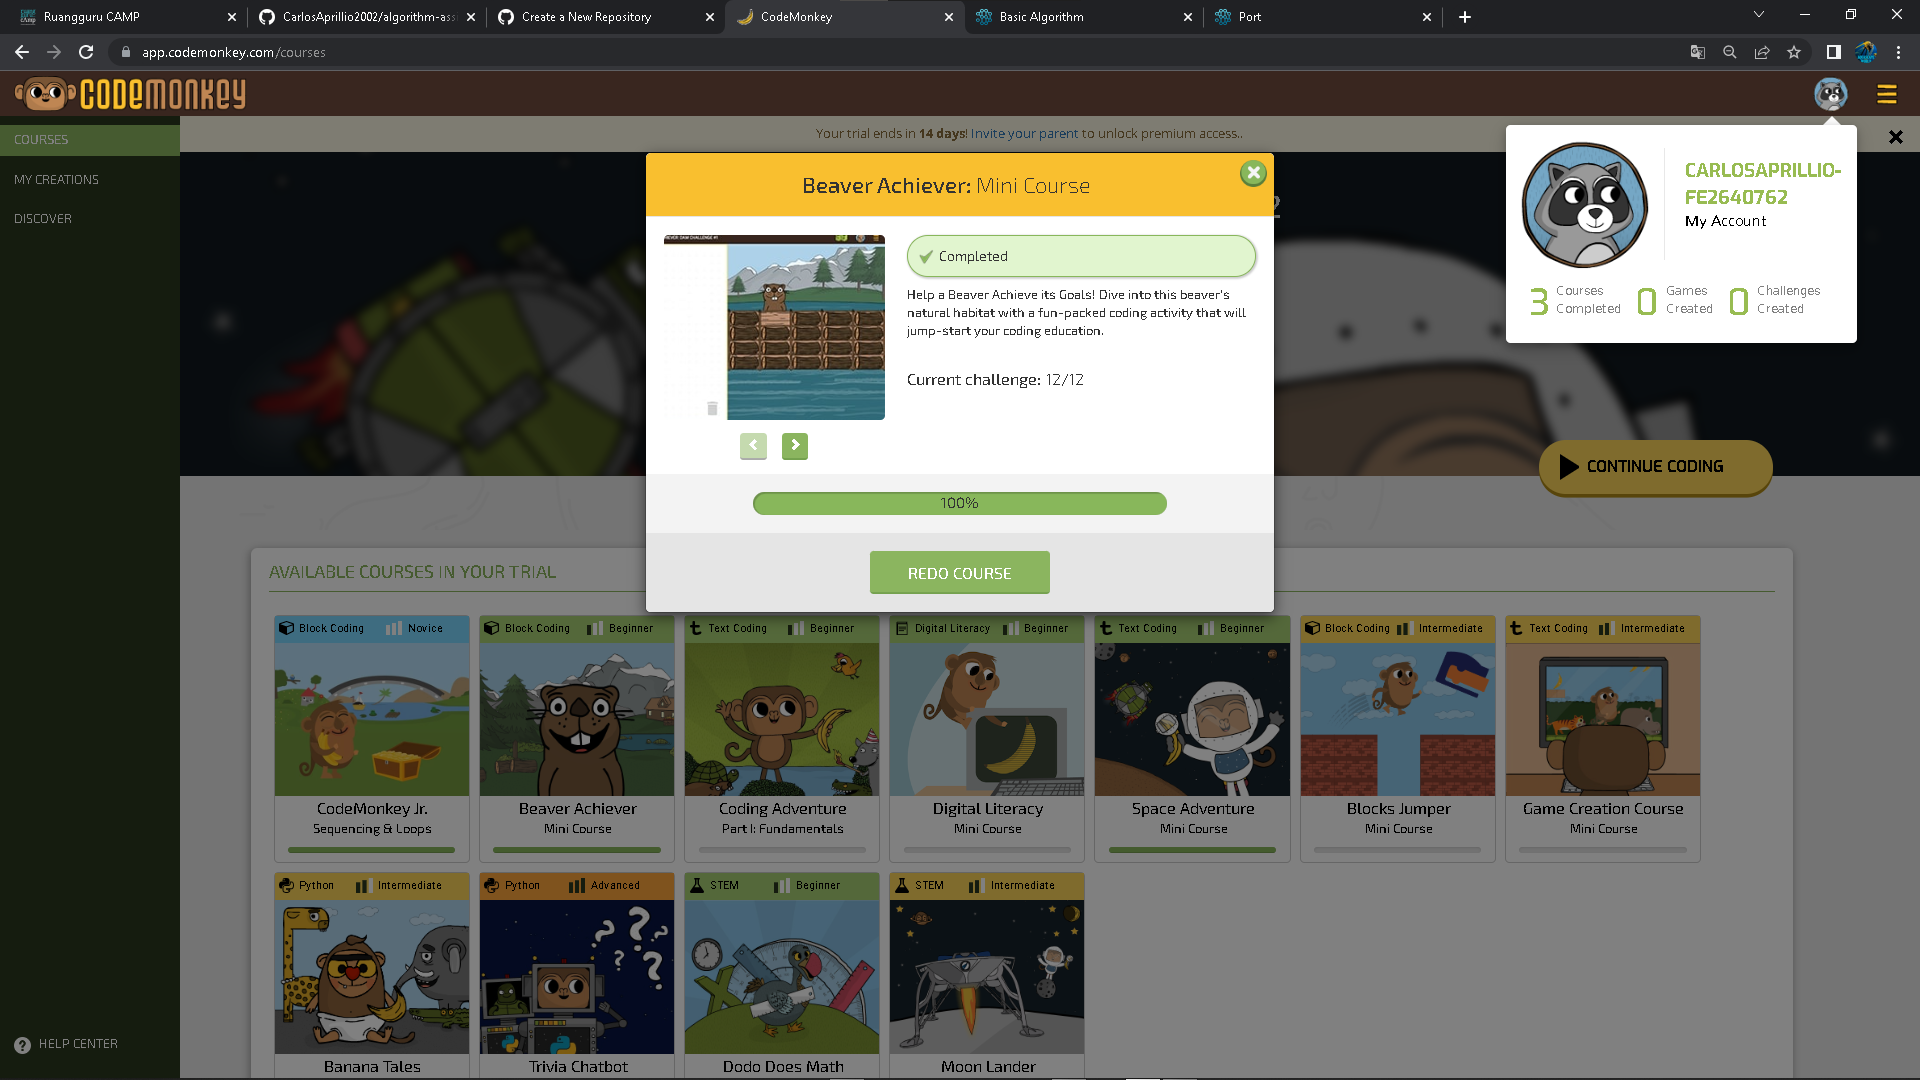 Ruangguru CAMP
CarlosAprillio2002/algorithm-ass
Create a New Repository
CodeMonkey
Basic Algorithm
Port
app.codemonkey.com/courses
CODEMONKEY
COURSES
MY CREATIONS
DISCOVER
HELP CENTER
Your trial ends in 14 days! Invite your parent to unlock premium access..
CARLOSAPRILLIO-
FE2640762
My Account
3 Courses Completed
0 Games Created
0 Challenges Created
Beaver Achiever: Mini Course
Completed
Help a Beaver Achieve its Goals! Dive into this beaver's
natural habitat with a fun-packed coding activity that will
jump-start your coding education.
Current challenge: 12/12
100%
REDO COURSE
CONTINUE CODING
AVAILABLE COURSES IN YOUR TRIAL
Block Coding Novice
CodeMonkey Jr.
Sequencing & Loops
Block Coding Beginner
Beaver Achiever
Mini Course
Text Coding Beginner
Coding Adventure
Part I: Fundamentals
Digital Literacy Beginner
Digital Literacy
Mini Course
Text Coding Beginner
Space Adventure
Mini Course
Block Coding Intermediate
Blocks Jumper
Mini Course
Text Coding Intermediate
Game Creation Course
Mini Course
Python Intermediate
Banana Tales
Python Advanced
Trivia Chatbot
STEM Beginner
Dodo Does Math
STEM Intermediate
Moon Lander